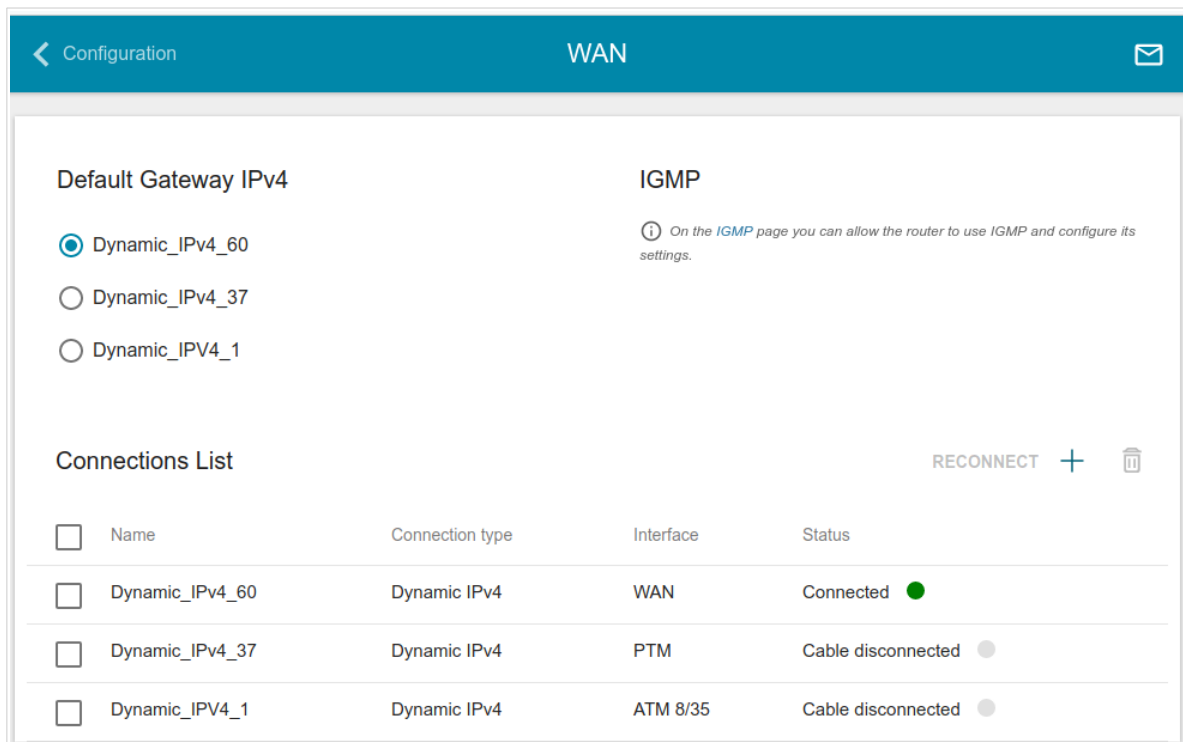 Configuration
WAN
Default Gateway IPv4
Dynamic_IPv4_60
Dynamic_IPv4_37
Dynamic_IPV4_1
IGMP
On the IGMP page you can allow the router to use IGMP and configure its
settings.
Connections List
RECONNECT
Name Connection type Interface Status
Dynamic_IPv4_60 Dynamic IPv4 WAN Connected
Dynamic_IPv4_37 Dynamic IPv4 PTM Cable disconnected
Dynamic_IPV4_1 Dynamic IPv4 ATM 8/35 Cable disconnected